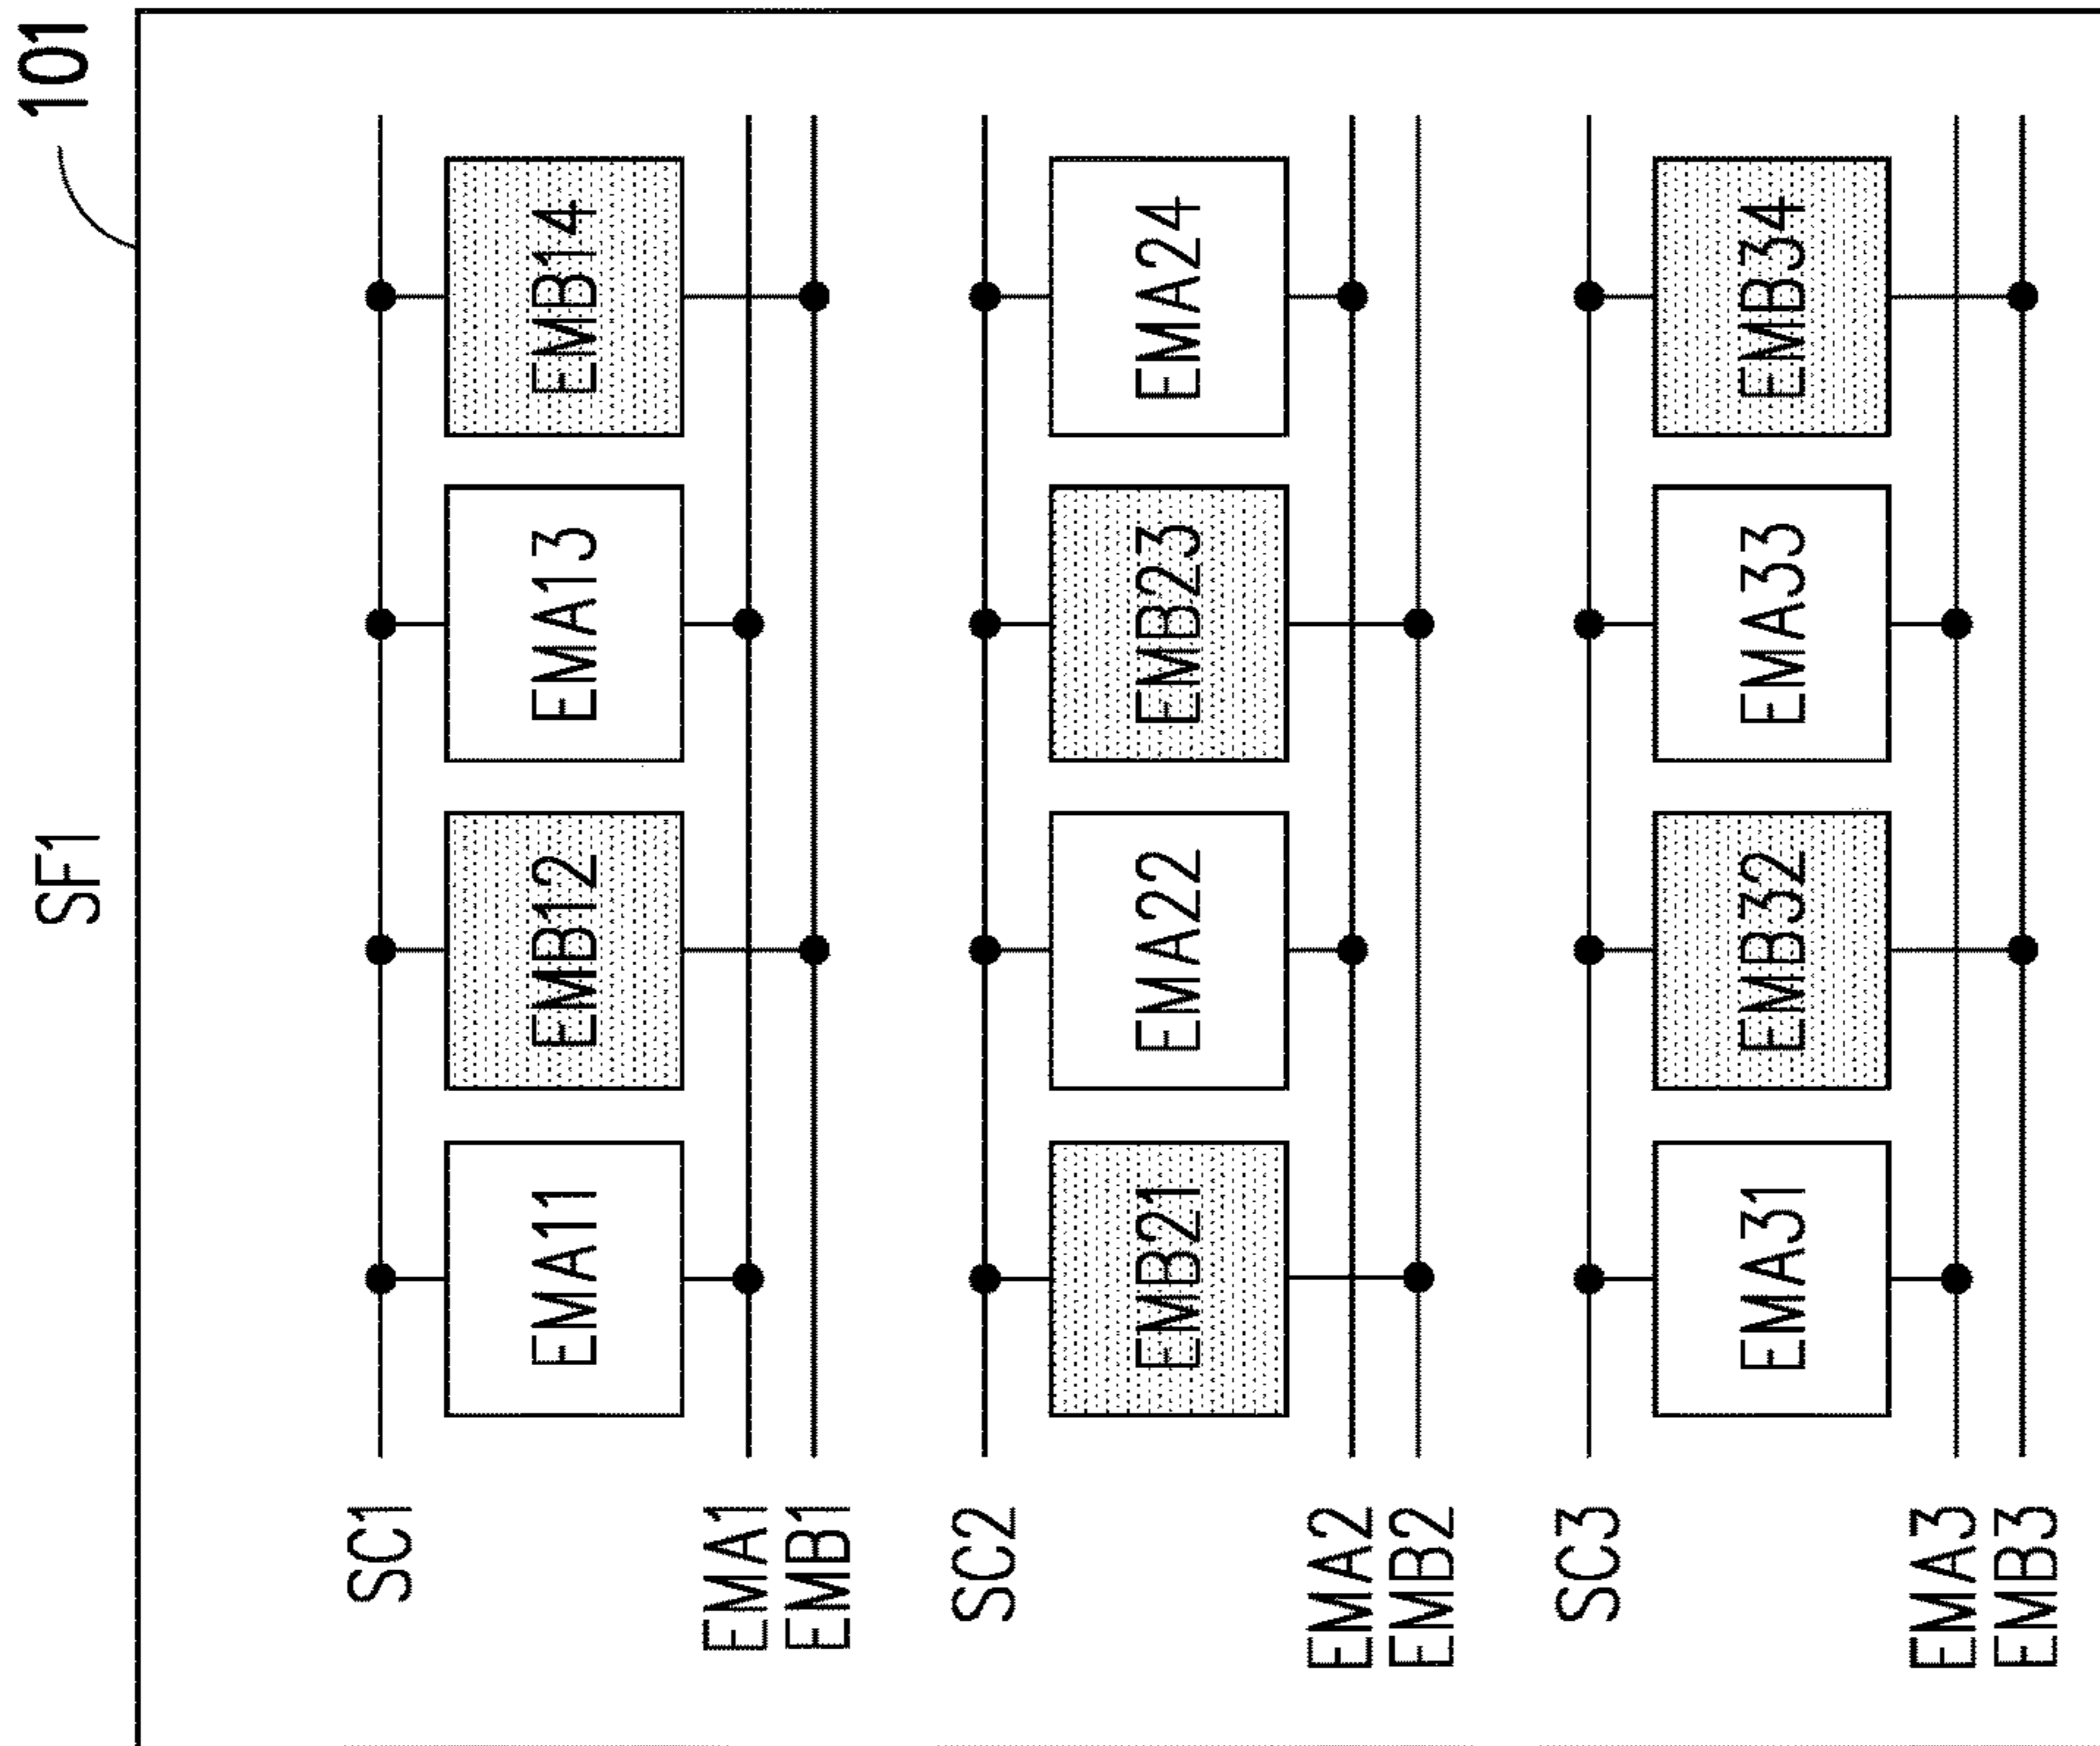 SF1
101
SC1
EMA11 EMB12 EMA13 EMB14
EMA1
EMB1
SC2
EMB21 EMA22 EMB23 EMA24
EMA2
EMB2
SC3
EMA31 EMB32 EMA33 EMB34
EMA3
EMB3